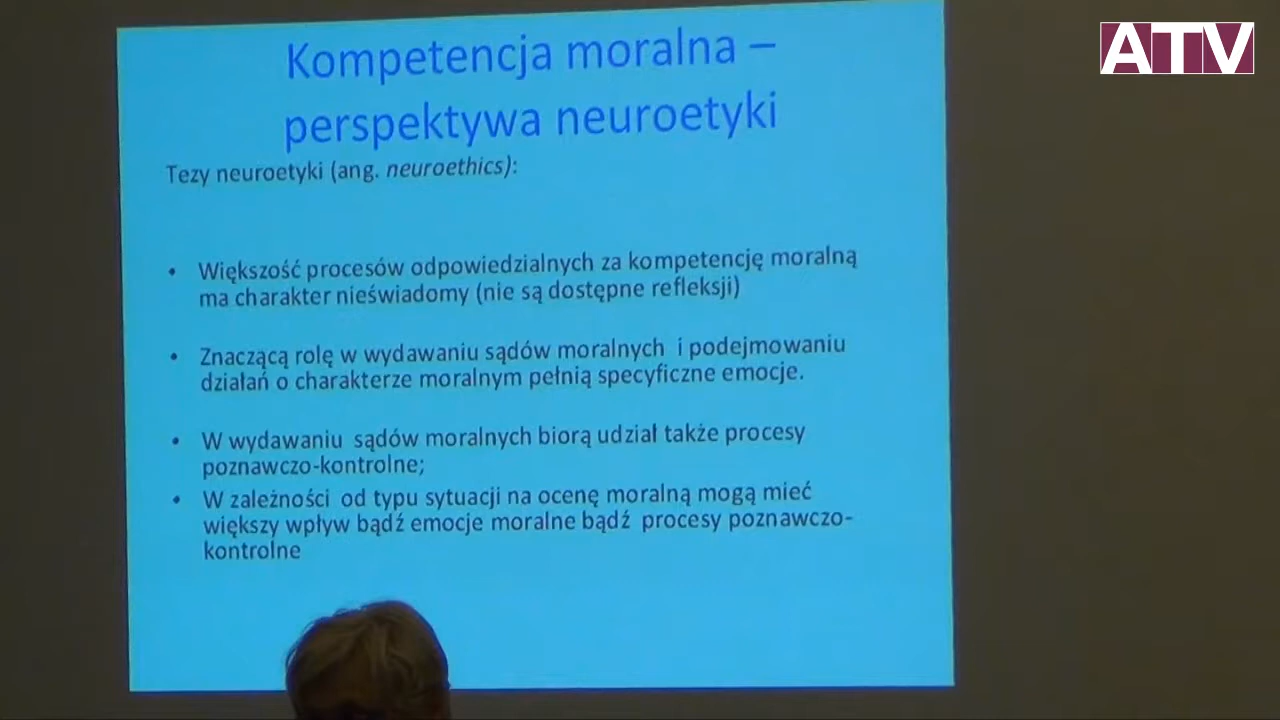 ATV
Kompetencja moralna –
perspektywa neuroetyki
Tezy neuroetyki (ang. neuroethics):
• Większość procesów odpowiedzialnych za kompetencję moralną
ma charakter nieświadomy (nie są dostępne refleksji)
• Znaczącą rolę w wydawaniu sądów moralnych i podejmowaniu
działań o charakterze moralnym pełnią specyficzne emocje.
• W wydawaniu sądów moralnych biorą udział także procesy
poznawczo-kontrolne;
• W zależności od typu sytuacji na ocenę moralną mogą mieć
większy wpływ bądź emocje moralne bądź procesy poznawczo-
kontrolne